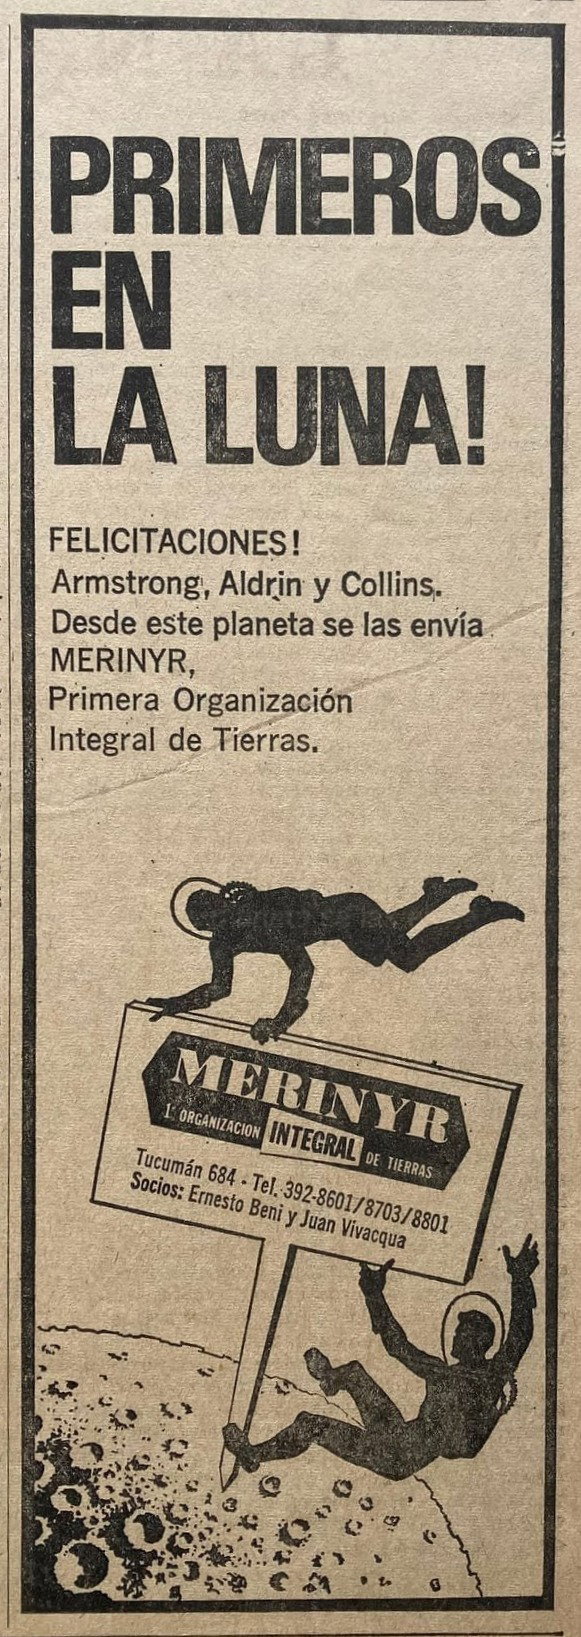 PRIMEROS
EN
LA LUNA!
FELICITACIONES!
Armstrong, Aldrin y Collins.
Desde este planeta se las envía
MERINYR,
Primera Organización
Integral de Tierras.
MERINYR
1ª ORGANIZACION INTEGRAL DE TIERRAS
Tucumán 684 - Tel. 392-8601/8703/8801
Socios: Ernesto Beni y Juan Vivacqua